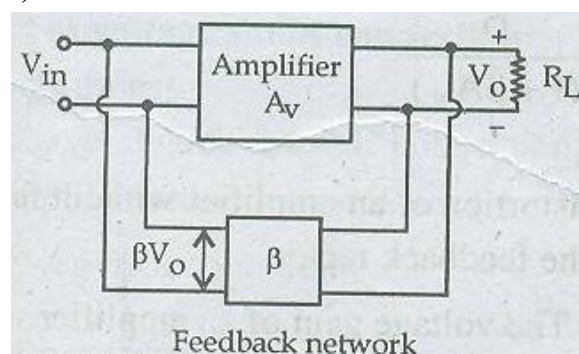 Amplifier
V_in
A_v
+
V_o
R_L
−
βV_o
β
Feedback network